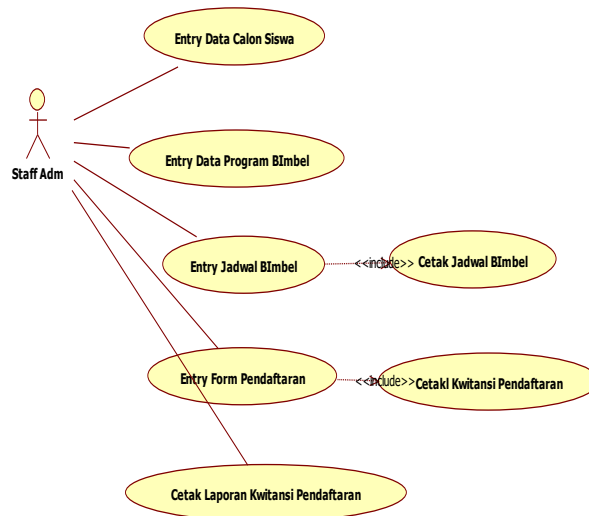 Entry Data Calon Siswa
Staff Adm
Entry Data Program BImbel
Entry Jadwal BImbel
<<include>>
Cetak Jadwal BImbel
Entry Form Pendaftaran
<<include>>
Cetakl Kwitansi Pendaftaran
Cetak Laporan Kwitansi Pendaftaran